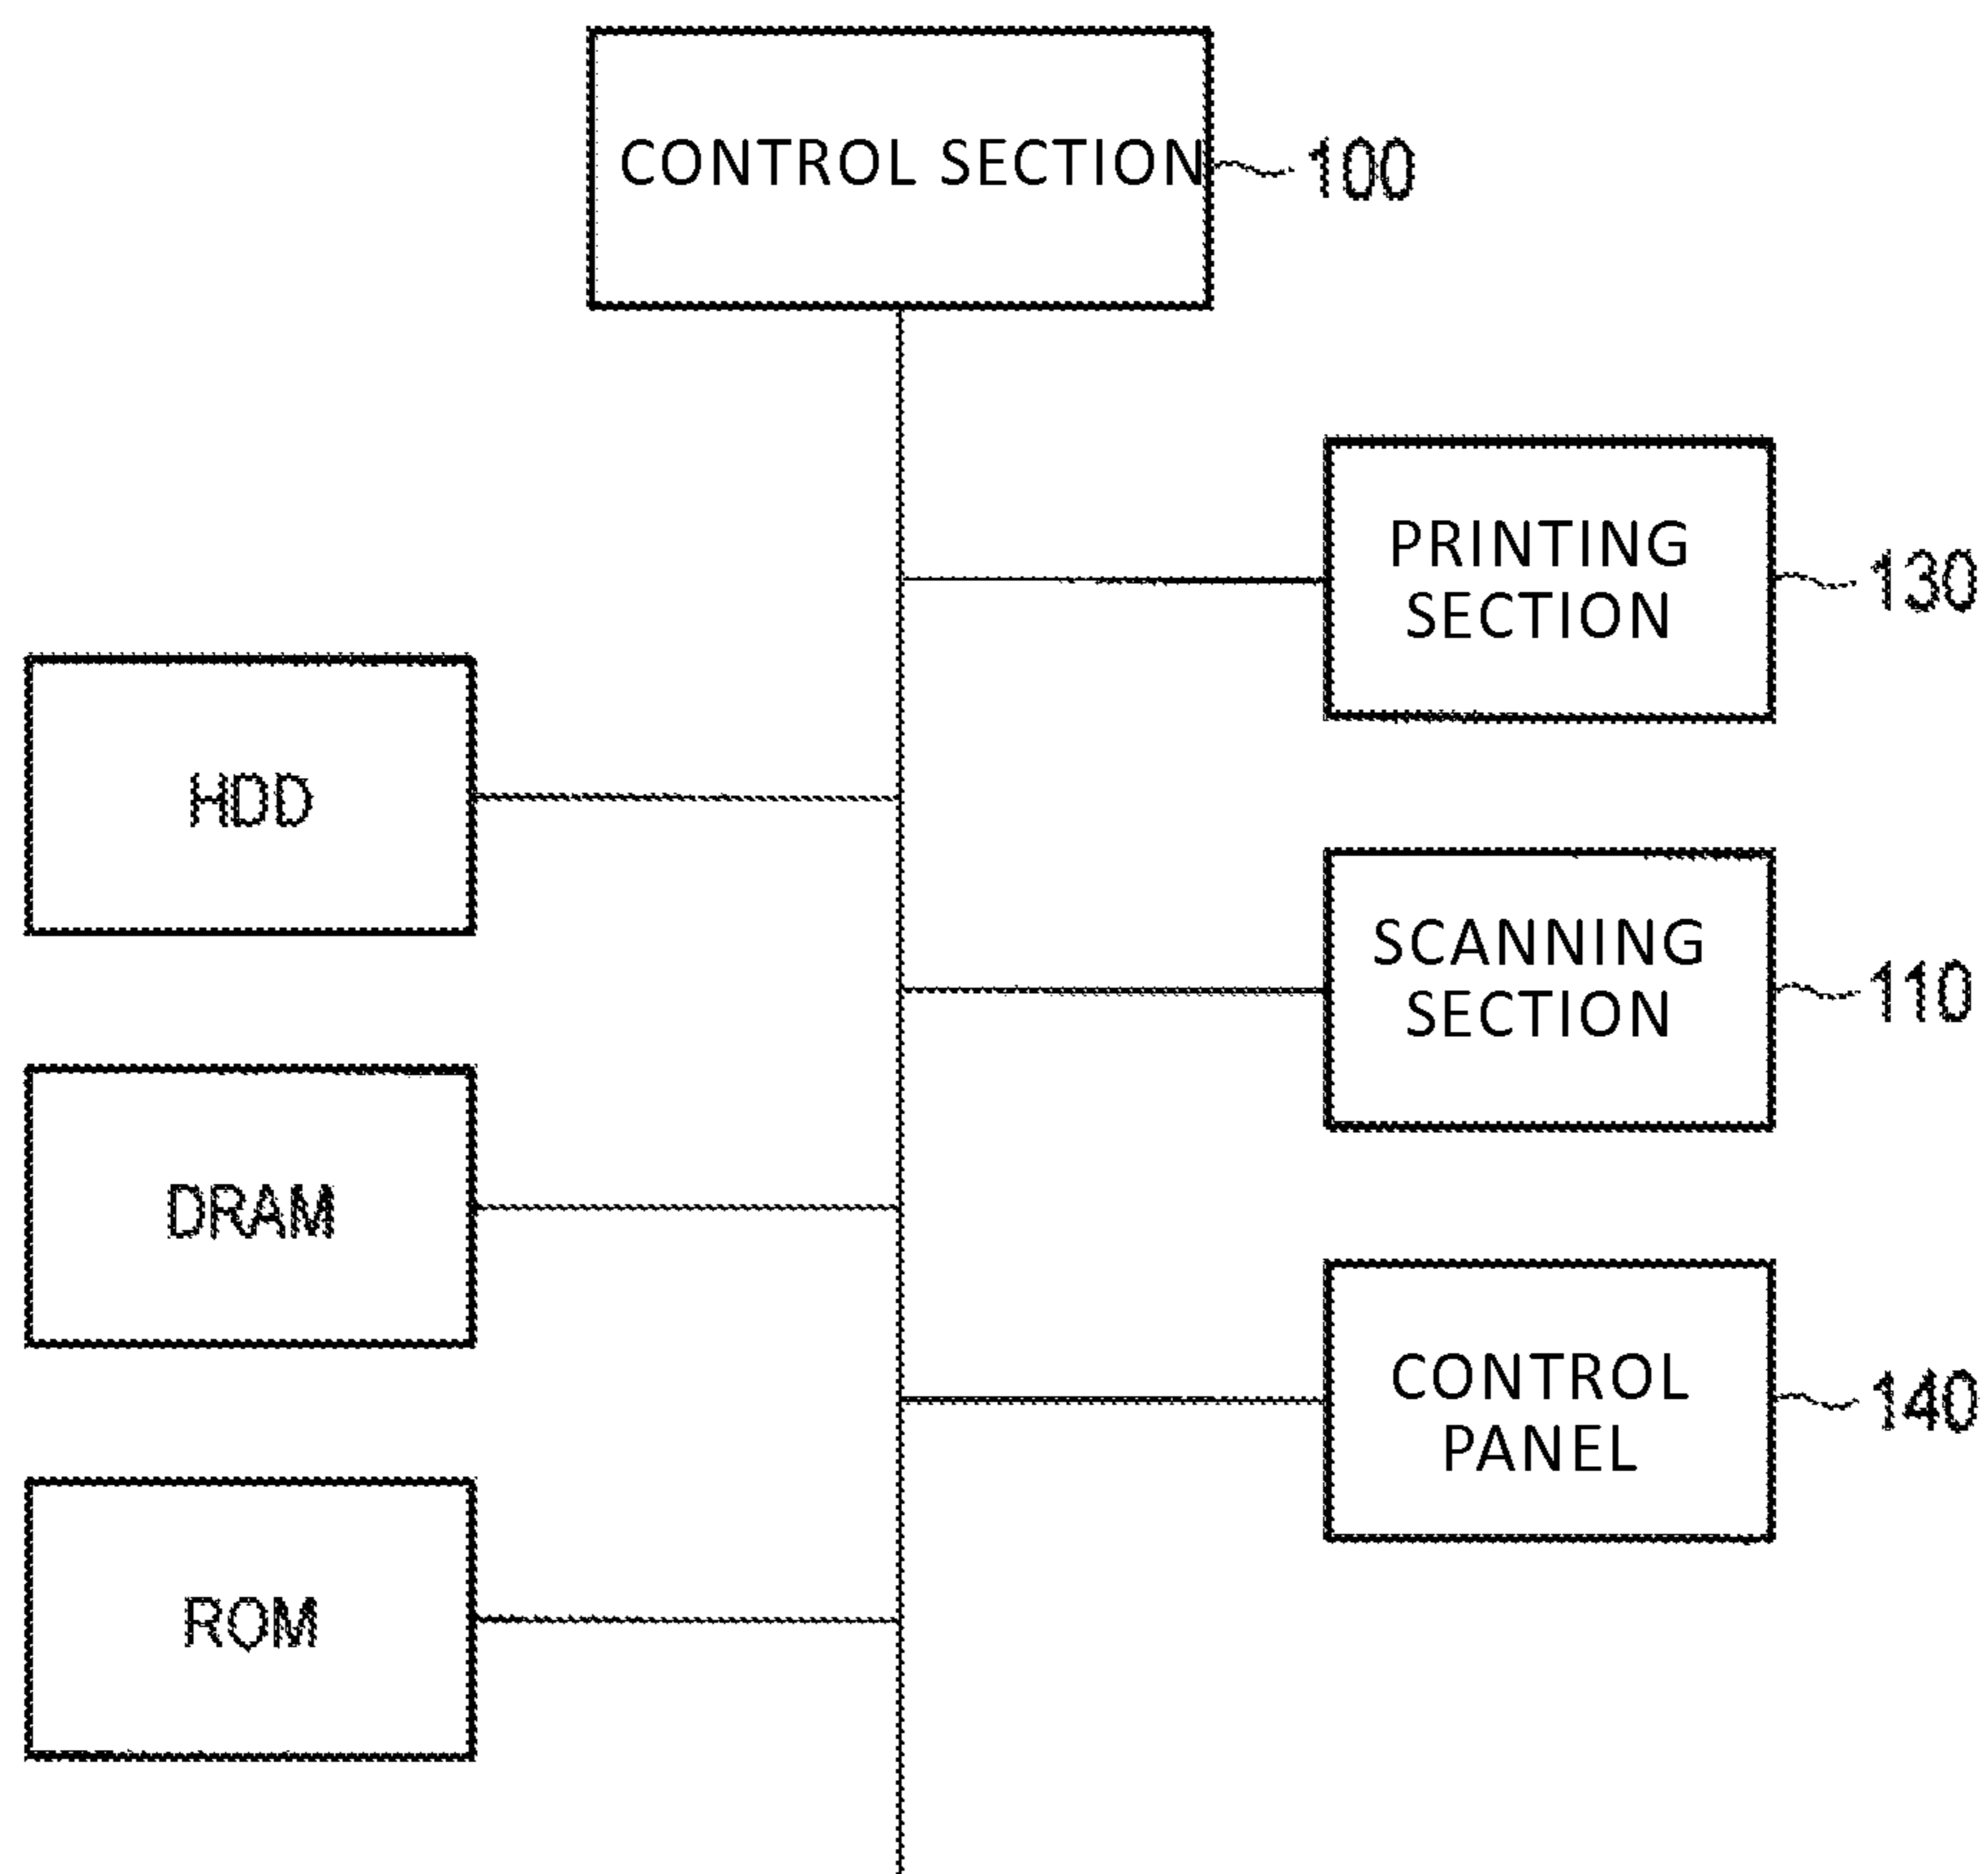 CONTROL SECTION
100
PRINTING
SECTION
130
HDD
SCANNING
SECTION
110
DRAM
CONTROL
PANEL
140
ROM